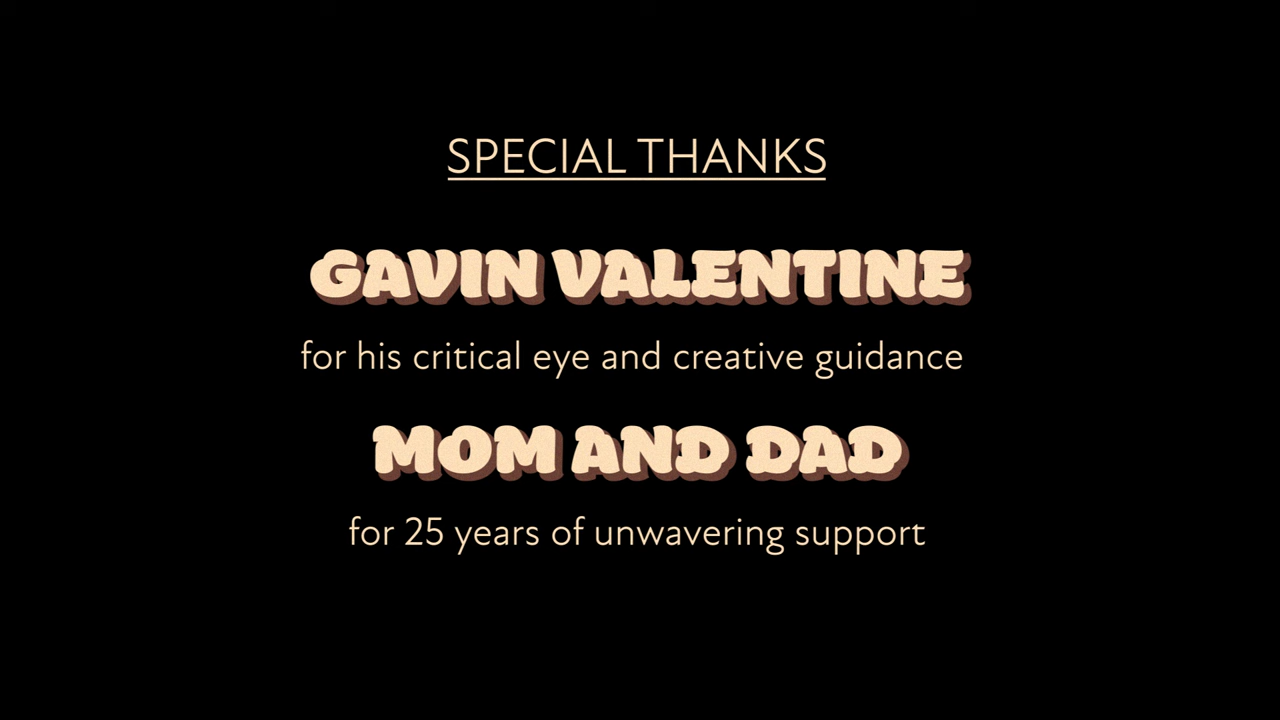 SPECIAL THANKS
GAVIN VALENTINE
for his critical eye and creative guidance
MOM AND DAD
for 25 years of unwavering support